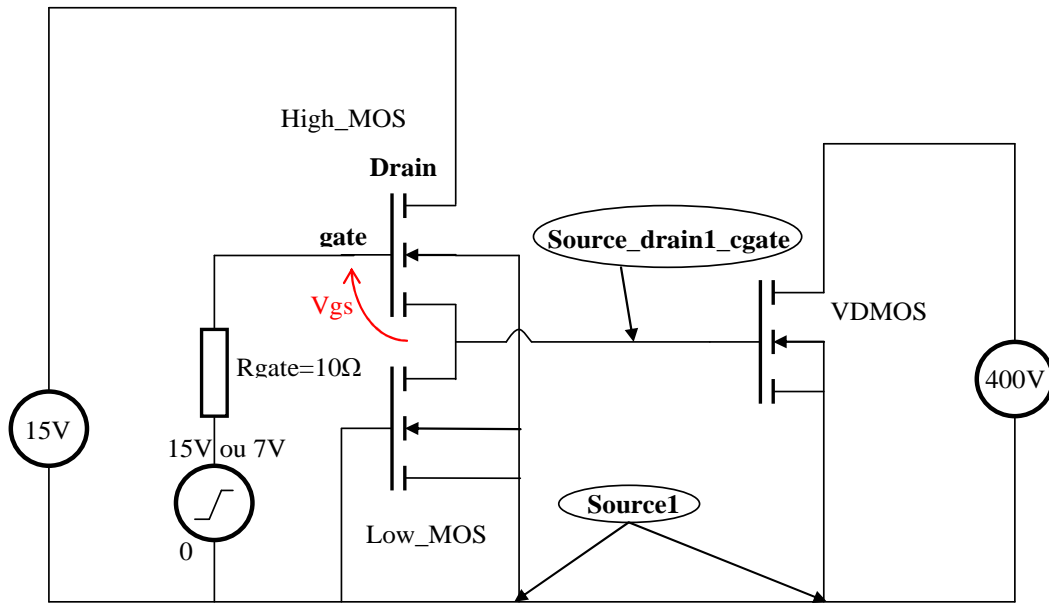 High_MOS
Drain
gate
Source_drain1_cgate
Vgs
VDMOS
Rgate=10Ω
400V
15V
15V ou 7V
Source1
Low_MOS
0